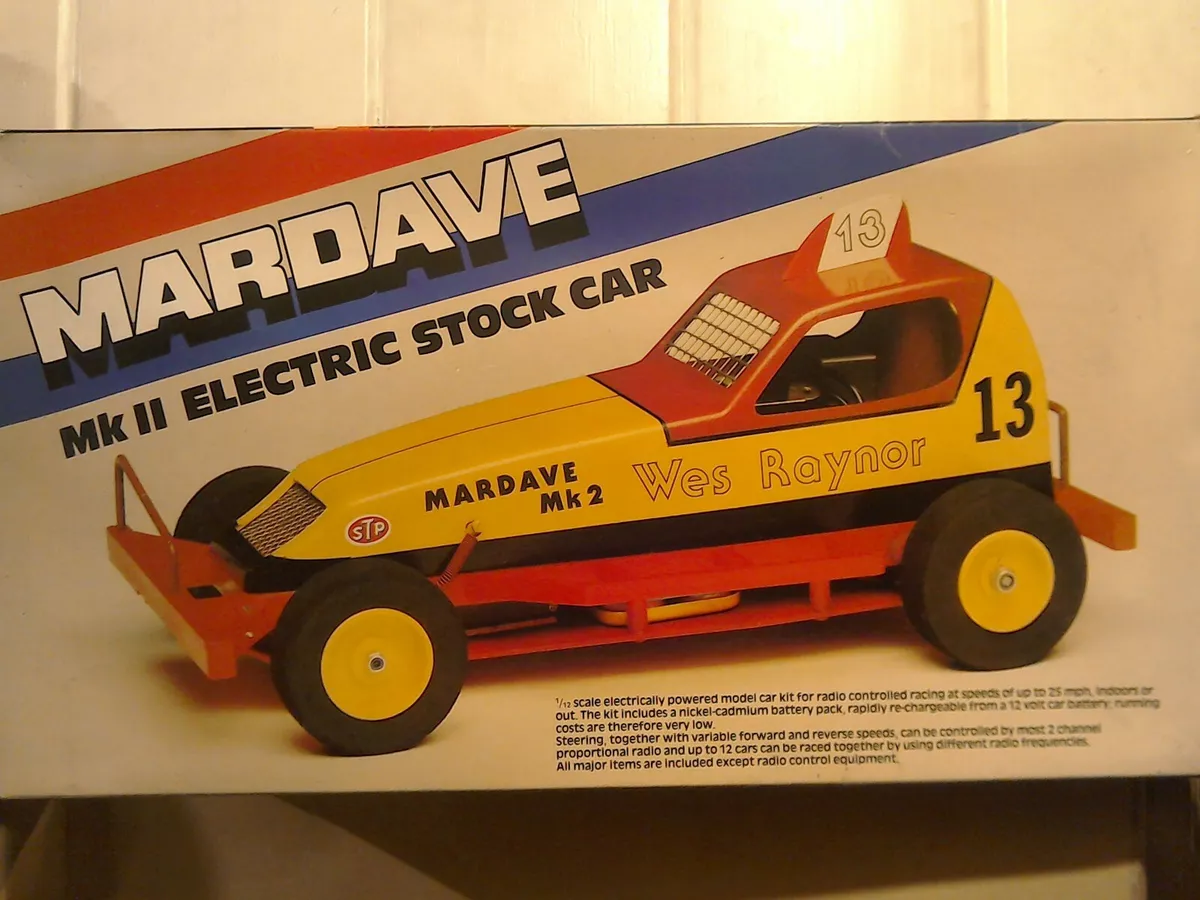 MARDAVE
Mk II ELECTRIC STOCK CAR
13
13
MARDAVE
Mk 2
Wes Raynor
STP
1/12 scale electrically powered model car kit for radio controlled racing at speeds of up to 25 mph, indoors or
out. The kit includes a nickel-cadmium battery pack, rapidly re-chargeable from a 12 volt car battery; running
costs are therefore very low.
Steering, together with variable forward and reverse speeds, can be controlled by most 2 channel
proportional radio and up to 12 cars can be raced together by using different radio frequencies.
All major items are included except radio control equipment.